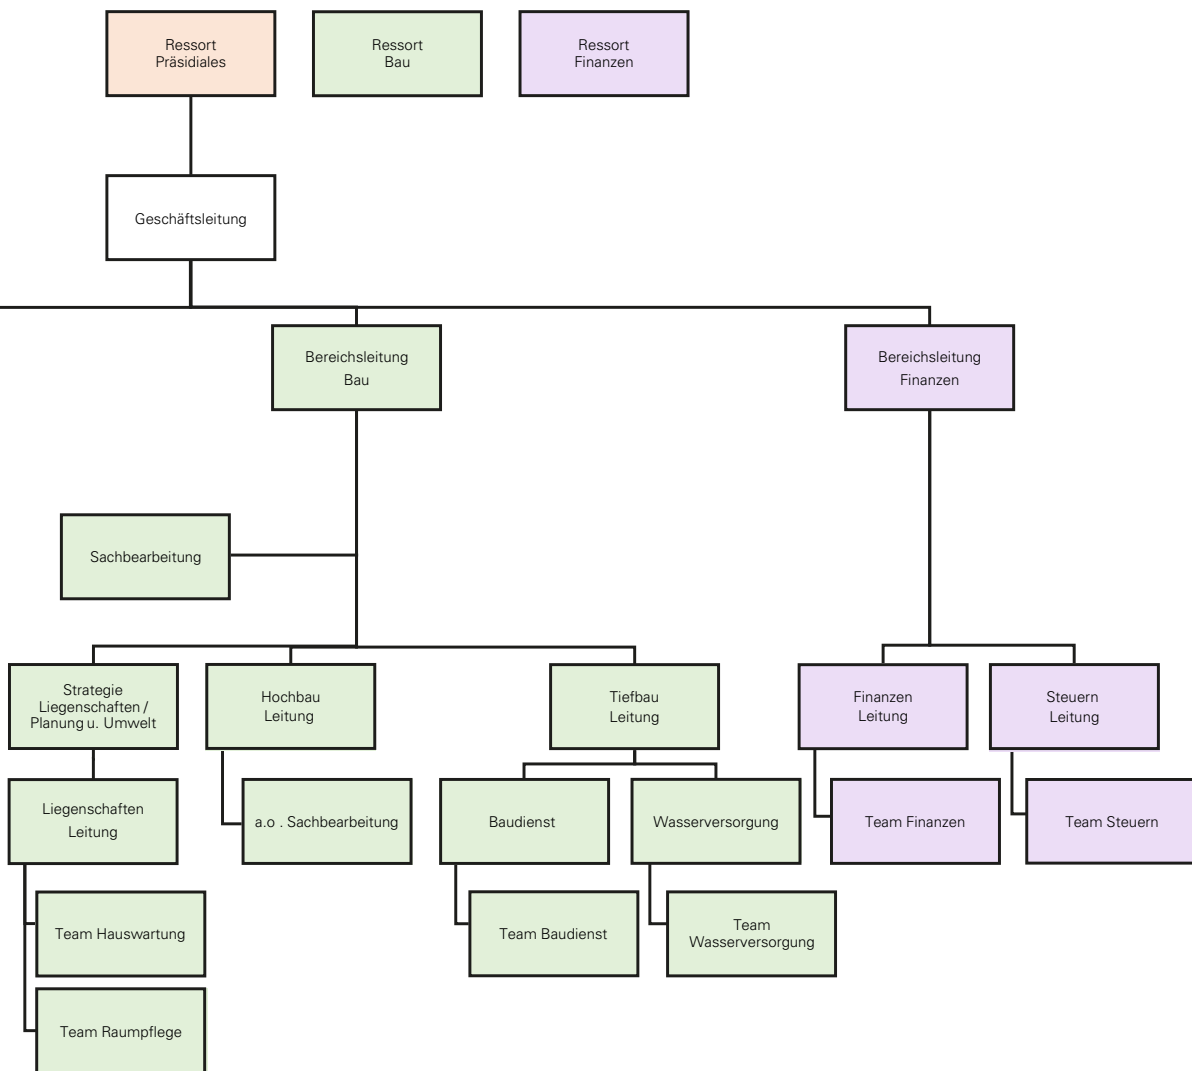 Ressort
Präsidiales
Ressort
Bau
Ressort
Finanzen
Geschäftsleitung
Bereichsleitung
Bau
Bereichsleitung
Finanzen
Sachbearbeitung
Strategie
Liegenschaften /
Planung u. Umwelt
Hochbau
Leitung
Tiefbau
Leitung
Finanzen
Leitung
Steuern
Leitung
Liegenschaften
Leitung
a.o . Sachbearbeitung
Baudienst
Wasserversorgung
Team Finanzen
Team Steuern
Team Hauswartung
Team Baudienst
Team
Wasserversorgung
Team Raumpflege